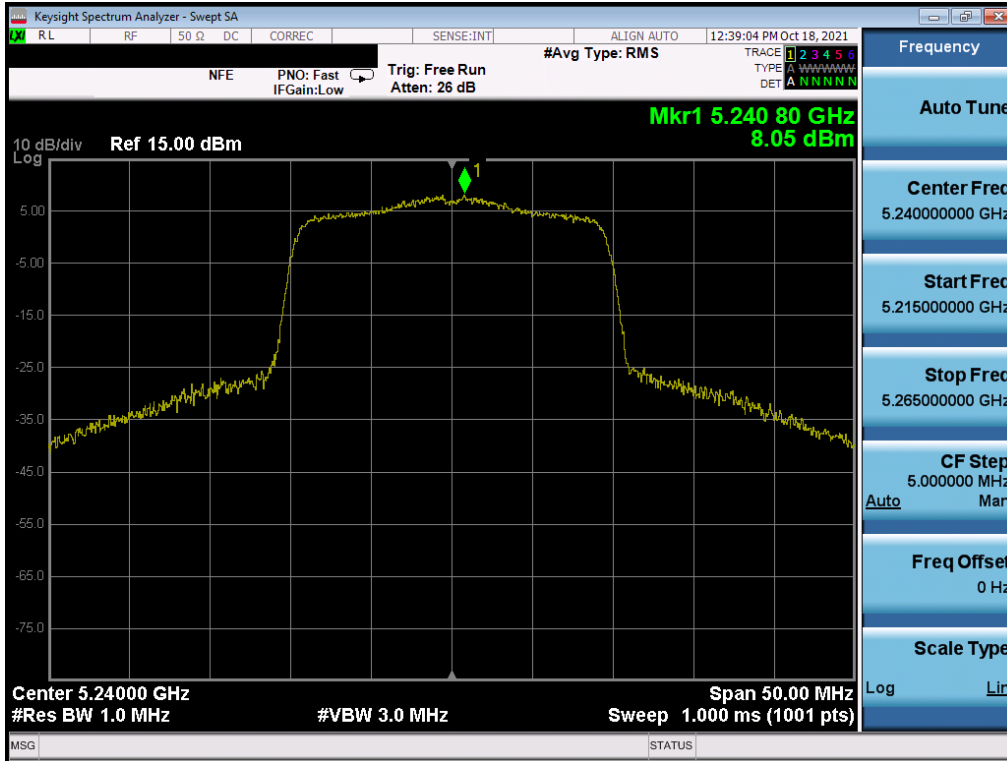 Keysight Spectrum Analyzer - Swept SA
LXI RL RF 50 Ω DC CORREC SENSE:INT ALIGN AUTO 12:39:04 PM Oct 18, 2021
Frequency
NFE
PNO: Fast
IFGain:Low
Trig: Free Run
Atten: 26 dB
#Avg Type: RMS
TRACE 1 2 3 4 5 6
TYPE A WWWWW
DET A N N N N N
Auto Tune
Mkr1 5.240 80 GHz
8.05 dBm
10 dB/div Ref 15.00 dBm
Log
1
5.00
-5.00
-15.0
-25.0
-35.0
-45.0
-55.0
-65.0
-75.0
Center 5.24000 GHz
Span 50.00 MHz
#Res BW 1.0 MHz
#VBW 3.0 MHz
Sweep 1.000 ms (1001 pts)
Center Freq
5.240000000 GHz
Start Freq
5.215000000 GHz
Stop Freq
5.265000000 GHz
CF Step
5.000000 MHz
Auto Man
Freq Offset
0 Hz
Scale Type
Log Lin
MSG STATUS